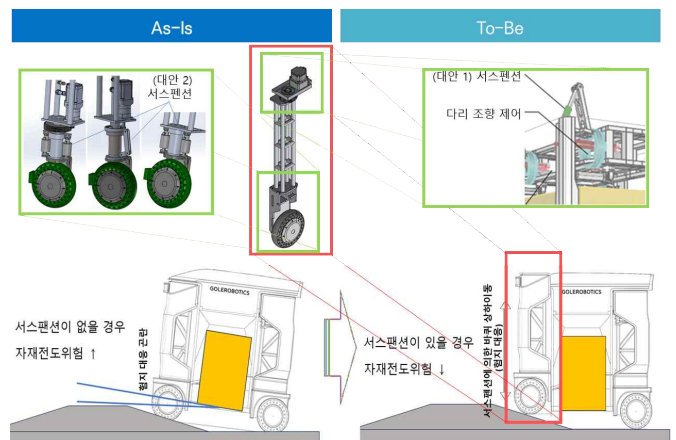 As-Is
To-Be
(대안 2)
서스펜션
(대안 1) 서스펜션
다리 조향 제어
서스팬션이 없을 경우
자재전도위험 ↑
험지 대응 곤란
GOLEROBOTICS
서스팬션이 있을 경우
자재전도위험 ↓
서스팬션에 의한 바퀴 상하이동
(험지 대응)
GOLEROBOTICS